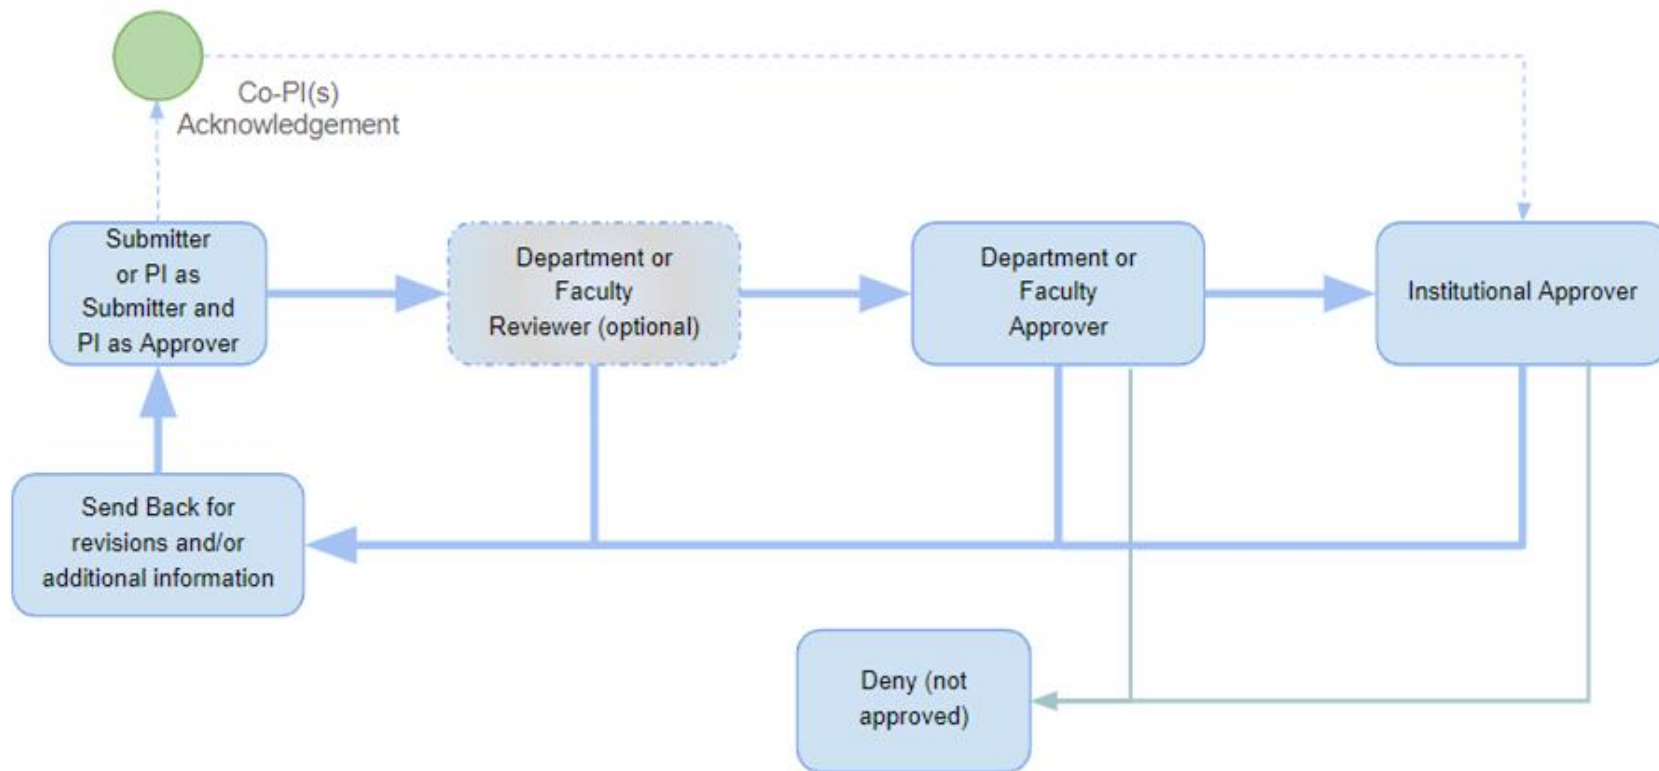 Co-PI(s)
Acknowledgement
Submitter
or PI as
Submitter and
PI as Approver
Department or
Faculty
Reviewer (optional)
Department or
Faculty
Approver
Institutional Approver
Send Back for
revisions and/or
additional information
Deny (not
approved)